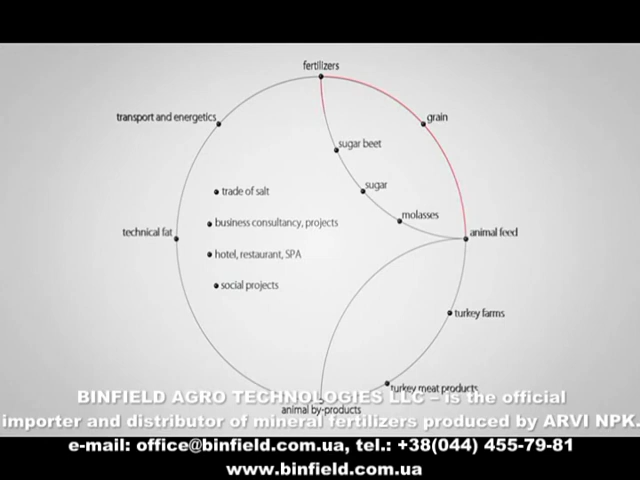 fertilizers
transport and energetics
grain
sugar beet
sugar
trade of salt
molasses
business consultancy, projects
technical fat
animal feed
hotel, restaurant, SPA
social projects
turkey farms
turkey meat products
animal by-products
BINFIELD AGRO TECHNOLOGIES LLC – is the official
importer and distributor of mineral fertilizers produced by ARVI NPK.
e-mail: office@binfield.com.ua, tel.: +38(044) 455-79-81
www.binfield.com.ua